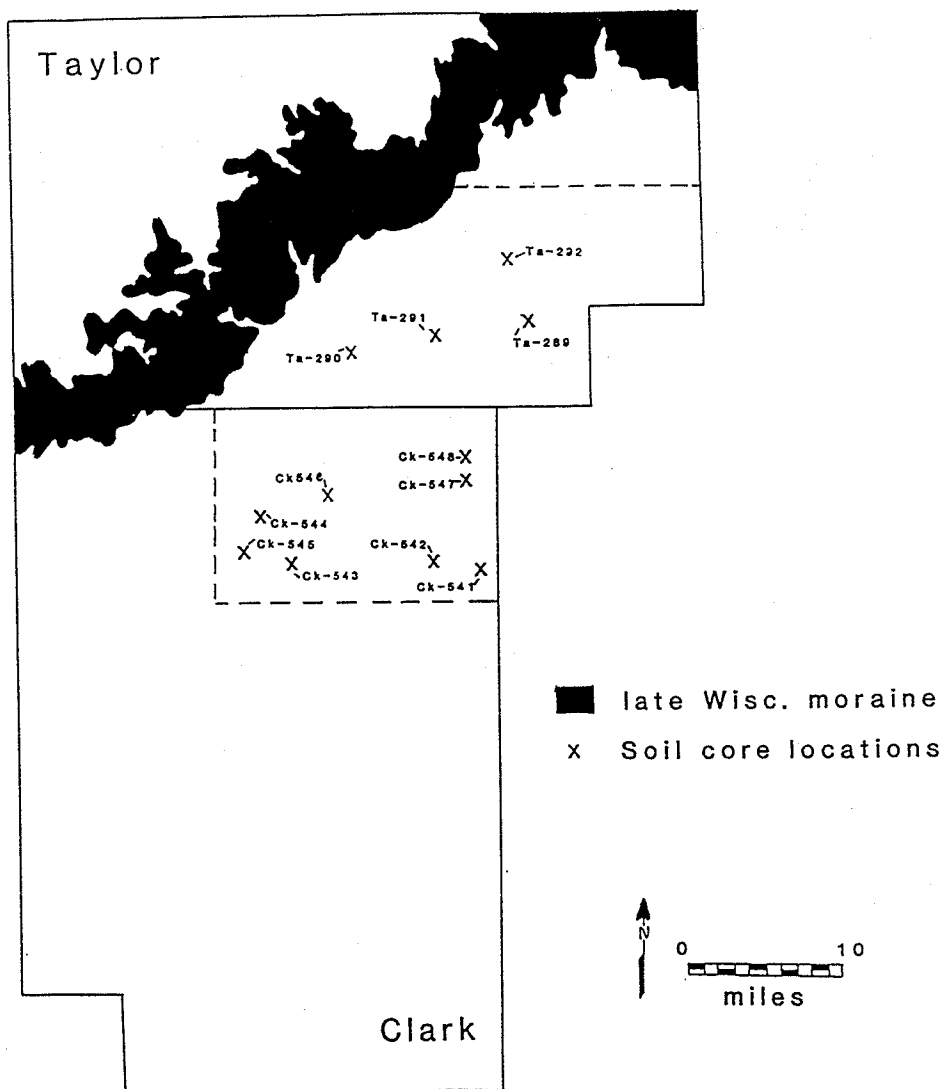 Taylor
Ta-292
Ta-291
Ta-289
Ta-290
Ck-548
Ck-547
Ck546
Ck-544
Ck-545
Ck-542
Ck-543
Ck-541
late Wisc. moraine
x Soil core locations
N
0 10
miles
Clark